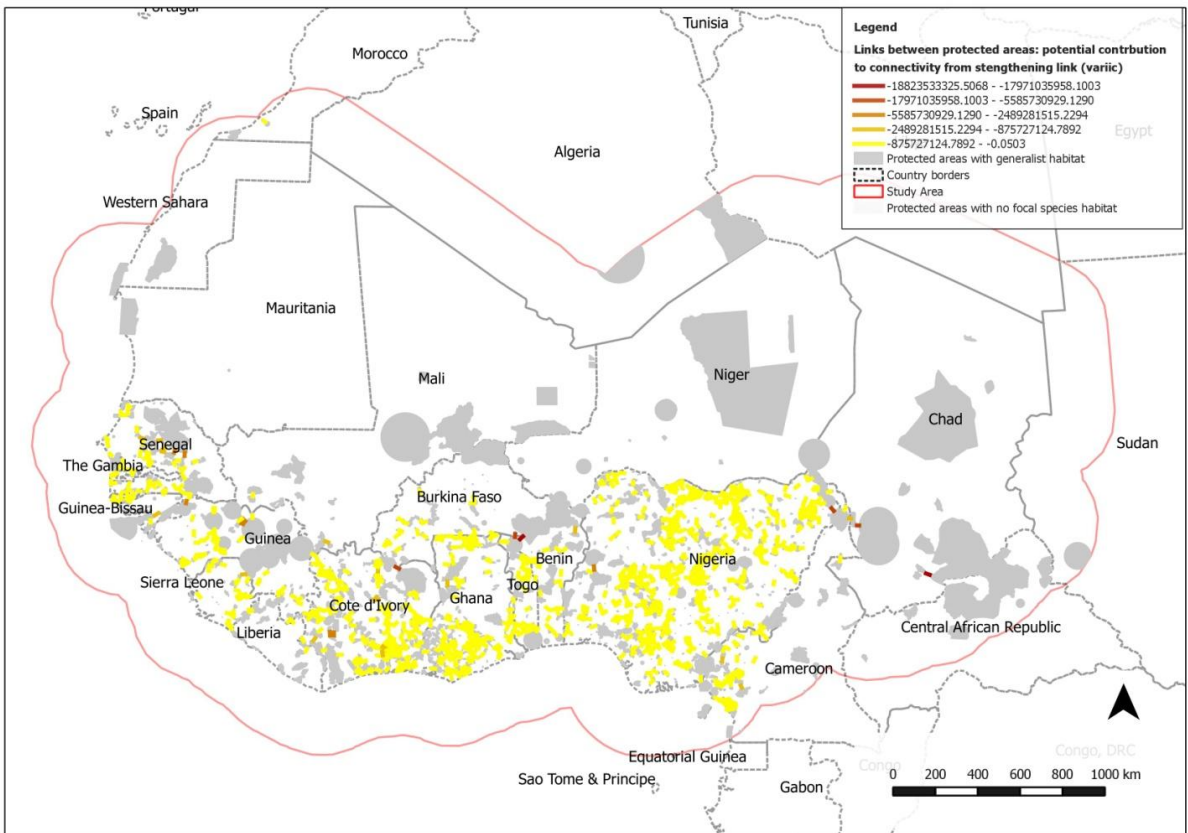 Portugal
Tunisia
Morocco
Spain
Algeria
Egypt
Western Sahara
Mauritania
Mali
Niger
Chad
Sudan
Senegal
The Gambia
Guinea-Bissau
Burkina Faso
Guinea
Benin
Nigeria
Sierra Leone
Togo
Ghana
Cote d'Ivory
Liberia
Central African Republic
Cameroon
Equatorial Guinea
Sao Tome & Principe
Gabon
Congo
Congo, DRC
Legend
Links between protected areas: potential contrbution
to connectivity from stengthening link (variic)
-18823533325.5068 - -17971035958.1003
-17971035958.1003 - -5585730929.1290
-5585730929.1290 - -2489281515.2294
-2489281515.2294 - -875727124.7892
-875727124.7892 - -0.0503
Protected areas with generalist habitat
Country borders
Study Area
Protected areas with no focal species habitat
0 200 400 600 800 1000 km